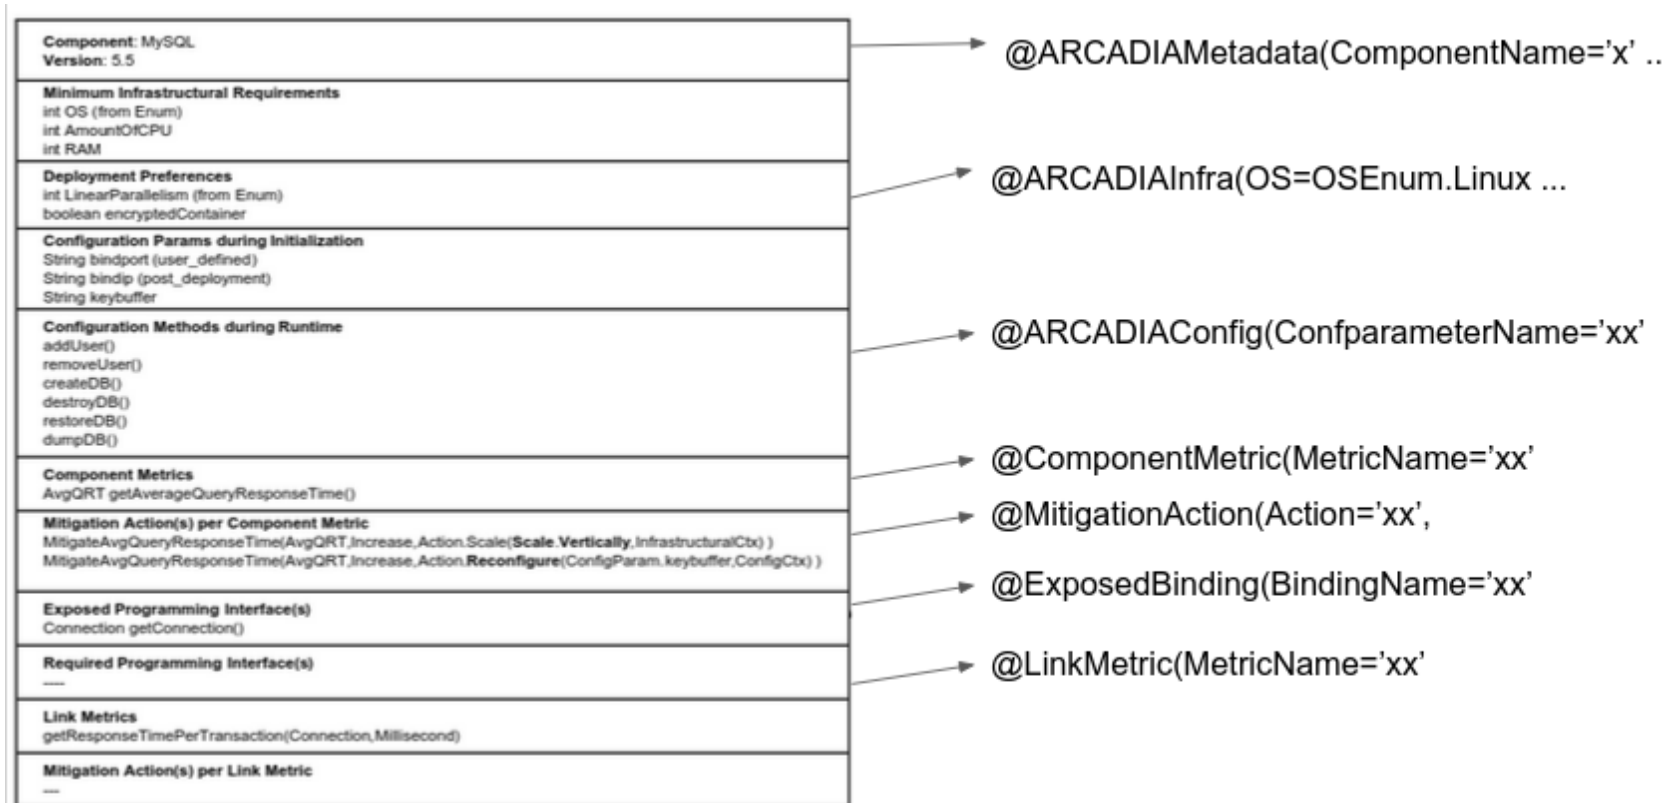 Component: MySQL
Version: 5.5
Minimum Infrastructural Requirements
int OS (from Enum)
int AmountOfCPU
int RAM
Deployment Preferences
int LinearParallelism (from Enum)
boolean encryptedContainer
Configuration Params during Initialization
String bindport (user_defined)
String bindip (post_deployment)
String keybuffer
Configuration Methods during Runtime
addUser()
removeUser()
createDB()
destroyDB()
restoreDB()
dumpDB()
Component Metrics
AvgQRT getAverageQueryResponseTime()
Mitigation Action(s) per Component Metric
MitigateAvgQueryResponseTime(AvgQRT,Increase,Action.Scale(Scale.Vertically,InfrastructuralCtx) )
MitigateAvgQueryResponseTime(AvgQRT,Increase,Action.Reconfigure(ConfigParam.keybuffer,ConfigCtx) )
Exposed Programming Interface(s)
Connection getConnection()
Required Programming Interface(s)
----
Link Metrics
getResponseTimePerTransaction(Connection,Millisecond)
Mitigation Action(s) per Link Metric
---
@ARCADIAMetadata(ComponentName='x' ..
@ARCADIAInfra(OS=OSEnum.Linux ...
@ARCADIAConfig(ConfparameterName='xx'
@ComponentMetric(MetricName='xx'
@MitigationAction(Action='xx',
@ExposedBinding(BindingName='xx'
@LinkMetric(MetricName='xx'